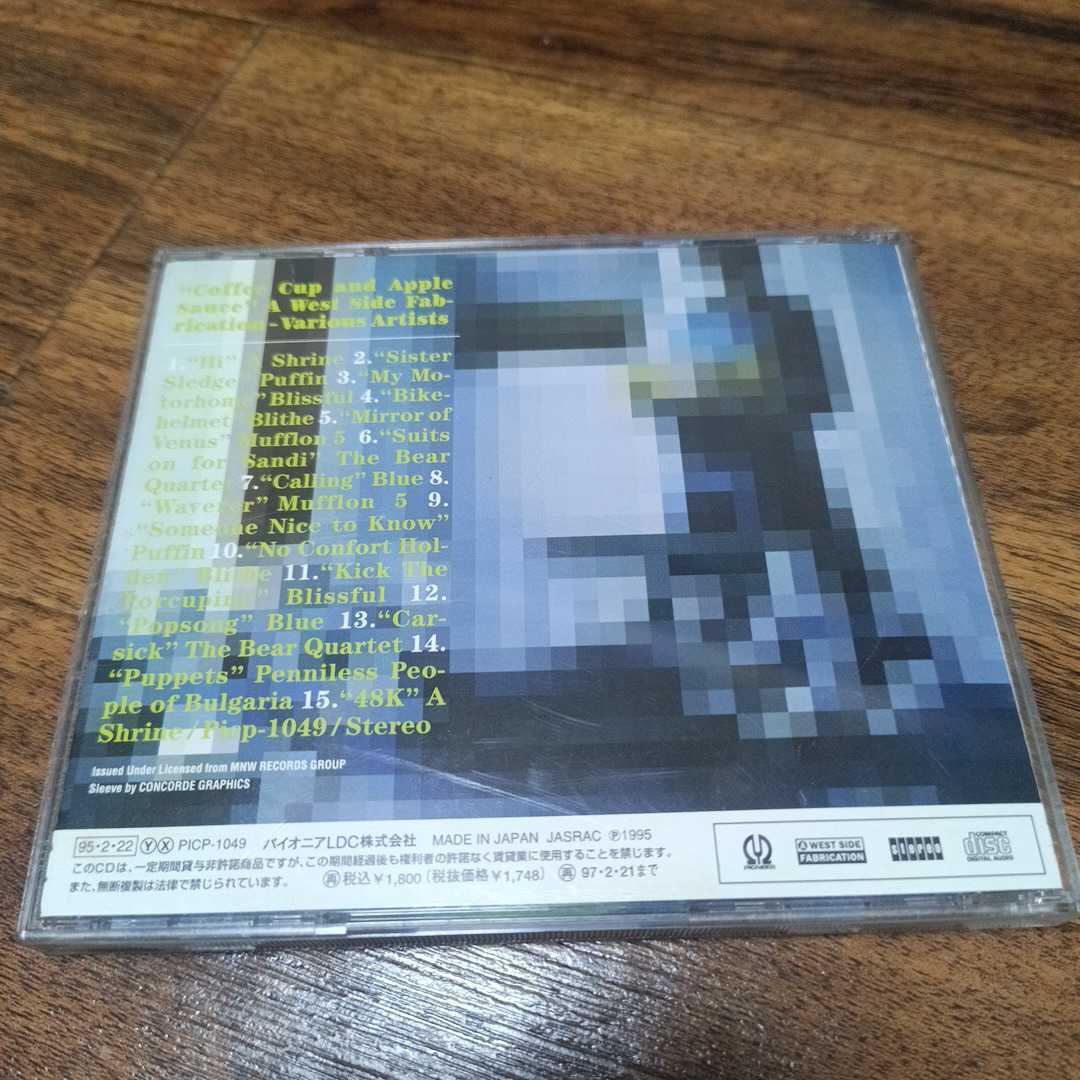 "Coffee Cup and Apple
Sauce" A West Side Fab-
rication-Various Artists
1."Hi" A Shrine 2."Sister
Sledge" Puffin 3."My Mo-
torhome" Blissful 4."Bike-
helmet" Blithe 5."Mirror of
Venus" Mufflon 5 6."Suits
on for Sandi" The Bear
Quartet 7."Calling" Blue 8.
"Waverer" Mufflon 5 9.
"Someone Nice to Know"
Puffin 10."No Confort Hol-
den" Blithe 11."Kick The
Porcupine" Blissful 12.
"Popsong" Blue 13."Car-
sick" The Bear Quartet 14.
"Puppets" Penniless Peo-
ple of Bulgaria 15."48K" A
Shrine/Picp-1049/Stereo
Issued Under Licensed from MNW RECORDS GROUP
Sleeve by CONCORDE GRAPHICS
95・2・22 Ⓨ Ⓧ PICP-1049 パイオニアLDC株式会社 MADE IN JAPAN JASRAC Ⓟ1995
このCDは、一定期間貸与非許諾商品ですが、この期間経過後も権利者の許諾なく賃貸業に使用することを禁じます。
また、無断複製は法律で禁じられています。 ㊢税込¥1,800(税抜価格¥1,748) ㊢97・2・21まで
PIONEER
A WEST SIDE
FABRICATION
stereo
COMPACT
disc
DIGITAL AUDIO